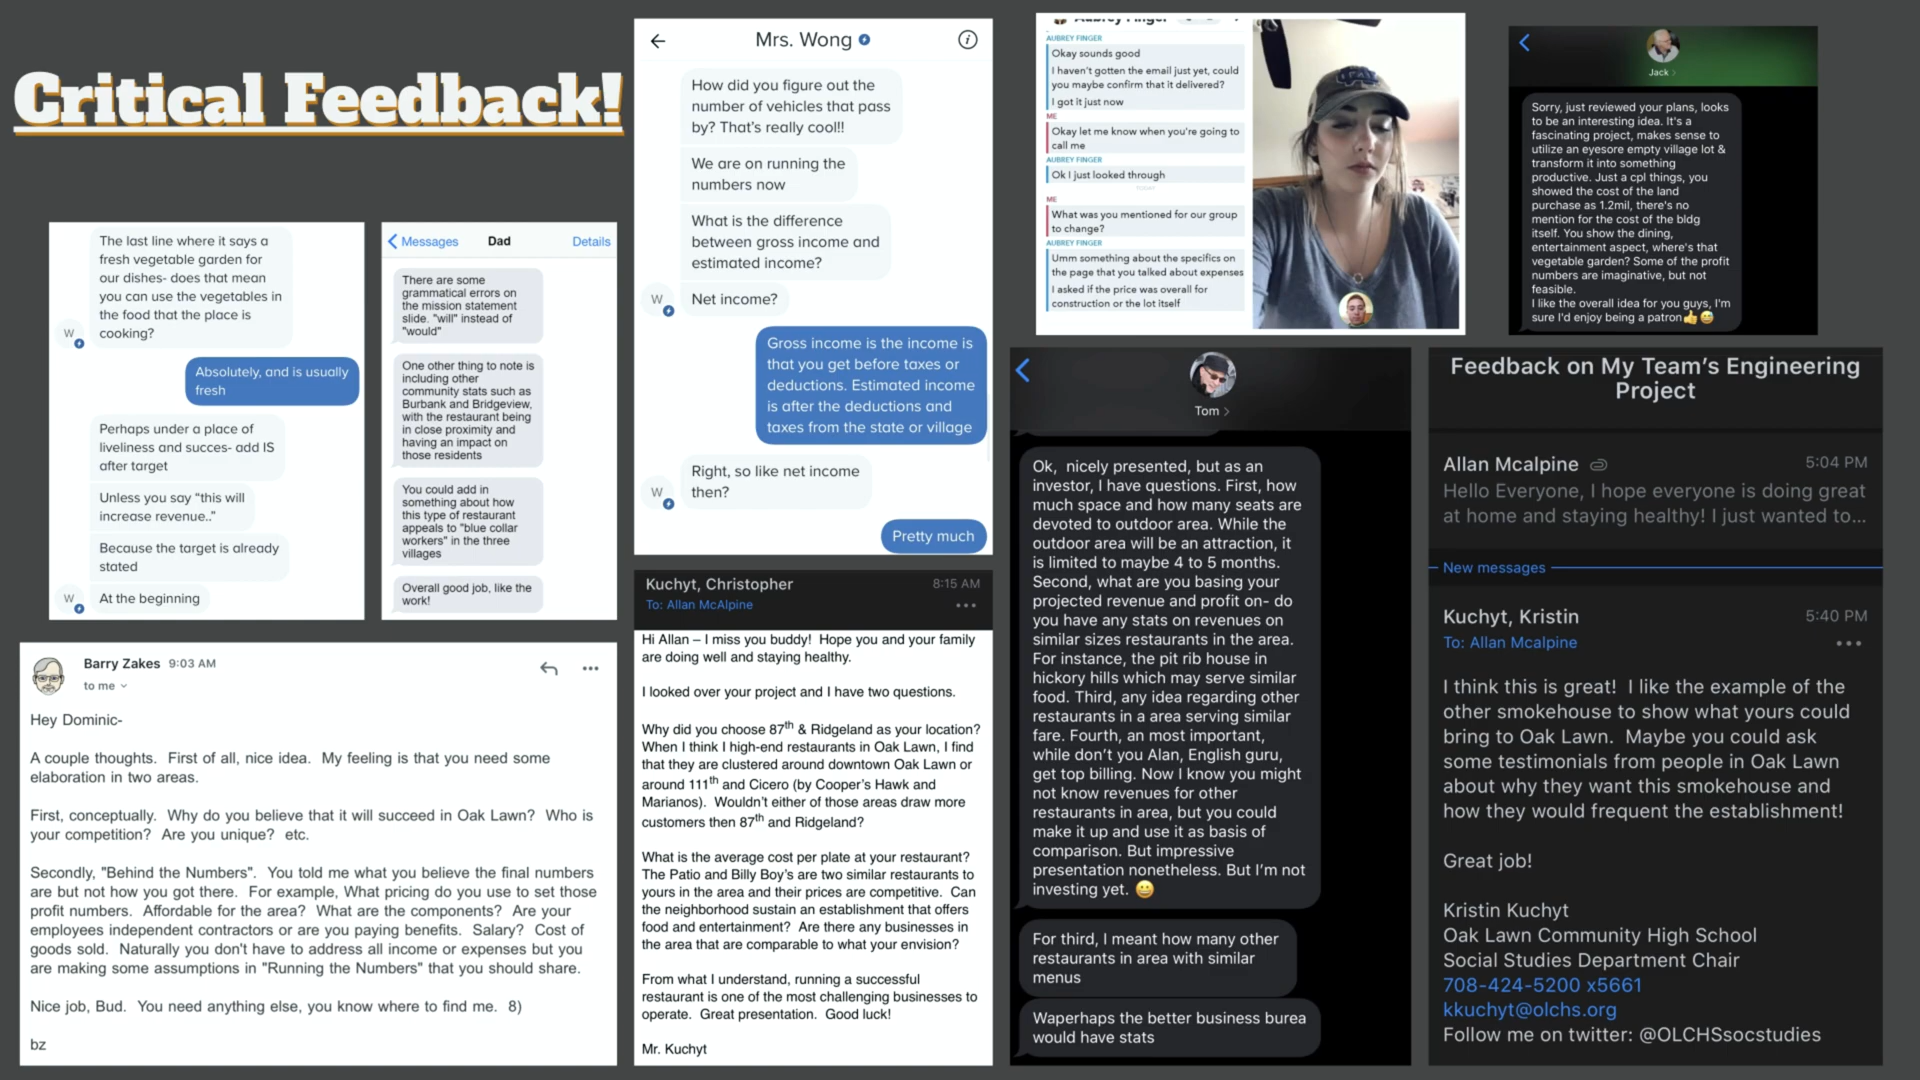 Critical Feedback!
The last line where it says a
fresh vegetable garden for
our dishes- does that mean
you can use the vegetables in
the food that the place is
cooking?
W
Absolutely, and is usually
fresh
Perhaps under a place of
liveliness and succes- add IS
after target
Unless you say “this will
increase revenue..”
Because the target is already
stated
At the beginning
W
Messages
Dad
Details
There are some
grammatical errors on
the mission statement
slide. "will" instead of
"would"
One other thing to note is
including other
community stats such as
Burbank and Bridgeview,
with the restaurant being
in close proximity and
having an impact on
those residents
You could add in
something about how
this type of restaurant
appeals to "blue collar
workers" in the three
villages
Overall good job, like the
work!
Barry Zakes 9:03 AM
to me
Hey Dominic-
A couple thoughts. First of all, nice idea. My feeling is that you need some
elaboration in two areas.
First, conceptually. Why do you believe that it will succeed in Oak Lawn? Who is
your competition? Are you unique? etc.
Secondly, "Behind the Numbers". You told me what you believe the final numbers
are but not how you got there. For example, What pricing do you use to set those
profit numbers. Affordable for the area? What are the components? Are your
employees independent contractors or are you paying benefits. Salary? Cost of
goods sold. Naturally you don't have to address all income or expenses but you
are making some assumptions in "Running the Numbers" that you should share.
Nice job, Bud. You need anything else, you know where to find me. 8)
bz
Mrs. Wong
How did you figure out the
number of vehicles that pass
by? That's really cool!!
We are on running the
numbers now
What is the difference
between gross income and
estimated income?
W
Net income?
Gross income is the income is
that you get before taxes or
deductions. Estimated income
is after the deductions and
taxes from the state or village
Right, so like net income
then?
W
Pretty much
Kuchyt, Christopher 8:15 AM
To: Allan McAlpine
Hi Allan – I miss you buddy! Hope you and your family
are doing well and staying healthy.
I looked over your project and I have two questions.
Why did you choose 87th & Ridgeland as your location?
When I think I high-end restaurants in Oak Lawn, I find
that they are clustered around downtown Oak Lawn or
around 111th and Cicero (by Cooper's Hawk and
Marianos). Wouldn't either of those areas draw more
customers then 87th and Ridgeland?
What is the average cost per plate at your restaurant?
The Patio and Billy Boy's are two similar restaurants to
yours in the area and their prices are competitive. Can
the neighborhood sustain an establishment that offers
food and entertainment? Are there any businesses in
the area that are comparable to what your envision?
From what I understand, running a successful
restaurant is one of the most challenging businesses to
operate. Great presentation. Good luck!
Mr. Kuchyt
Aubrey Finger
AUBREY FINGER
Okay sounds good
I haven't gotten the email just yet, could
you maybe confirm that it delivered?
I got it just now
ME
Okay let me know when you're going to
call me
AUBREY FINGER
Ok I just looked through
TODAY
ME
What was you mentioned for our group
to change?
AUBREY FINGER
Umm something about the specifics on
the page that you talked about expenses
I asked if the price was overall for
construction or the lot itself
Jack
Sorry, just reviewed your plans, looks
to be an interesting idea. It's a
fascinating project, makes sense to
utilize an eyesore empty village lot &
transform it into something
productive. Just a cpl things, you
showed the cost of the land
purchase as 1.2mil, there's no
mention for the cost of the bldg
itself. You show the dining,
entertainment aspect, where's that
vegetable garden? Some of the profit
numbers are imaginative, but not
feasible.
I like the overall idea for you guys, I'm
sure I'd enjoy being a patron👍😅
Tom
Ok, nicely presented, but as an
investor, I have questions. First, how
much space and how many seats are
devoted to outdoor area. While the
outdoor area will be an attraction, it
is limited to maybe 4 to 5 months.
Second, what are you basing your
projected revenue and profit on- do
you have any stats on revenues on
similar sizes restaurants in the area.
For instance, the pit rib house in
hickory hills which may serve similar
food. Third, any idea regarding other
restaurants in a area serving similar
fare. Fourth, an most important,
while don't you Alan, English guru,
get top billing. Now I know you might
not know revenues for other
restaurants in area, but you could
make it up and use it as basis of
comparison. But impressive
presentation nonetheless. But I'm not
investing yet. 😀
For third, I meant how many other
restaurants in area with similar
menus
Waperhaps the better business burea
would have stats
Feedback on My Team's Engineering
Project
Allan Mcalpine 5:04 PM
Hello Everyone, I hope everyone is doing great
at home and staying healthy! I just wanted to...
New messages
Kuchyt, Kristin 5:40 PM
To: Allan Mcalpine
I think this is great! I like the example of the
other smokehouse to show what yours could
bring to Oak Lawn. Maybe you could ask
some testimonials from people in Oak Lawn
about why they want this smokehouse and
how they would frequent the establishment!
Great job!
Kristin Kuchyt
Oak Lawn Community High School
Social Studies Department Chair
708-424-5200 x5661
kkuchyt@olchs.org
Follow me on twitter: @OLCHSsocstudies